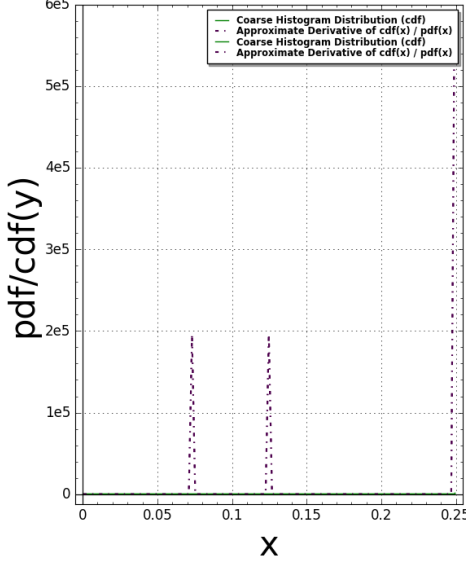 6e5
Coarse Histogram Distribution (cdf)
Approximate Derivative of cdf(x) / pdf(x)
Coarse Histogram Distribution (cdf)
Approximate Derivative of cdf(x) / pdf(x)
5e5
4e5
3e5
2e5
1e5
0
pdf/cdf(y)
0 0.05 0.1 0.15 0.2 0.25
x